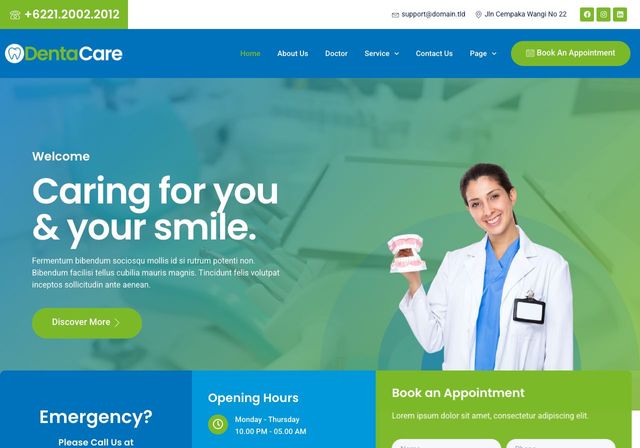 +6221.2002.2012
support@domain.tld
Jln Cempaka Wangi No 22
DentaCare
Home
About Us
Doctor
Service
Contact Us
Page
Book An Appointment
Welcome
Caring for you
& your smile.
Fermentum bibendum sociosqu mollis id si rutrum potenti non.
Bibendum facilisi tellus cubilia mauris magnis. Tincidunt felis volutpat
inceptos sollicitudin ante aenean.
Discover More
Emergency?
Please Call Us at
Opening Hours
Monday - Thursday
10.00 PM - 05.00 AM
Book an Appointment
Lorem ipsum dolor sit amet, consectetur adipiscing elit.